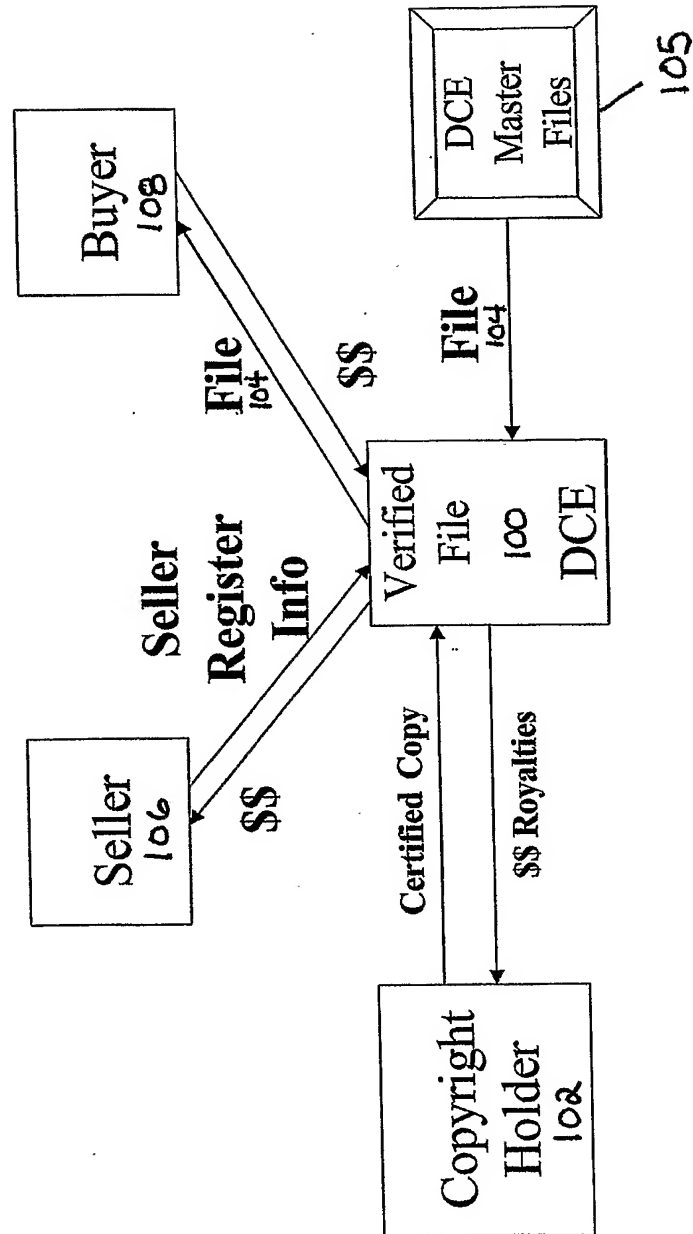 Seller
106
Buyer
108
Seller
Register
Info
$$
File
104
$$
Copyright
Holder
102
Certified Copy
$$ Royalties
Verified
File
100
DCE
File
104
DCE
Master
Files
105